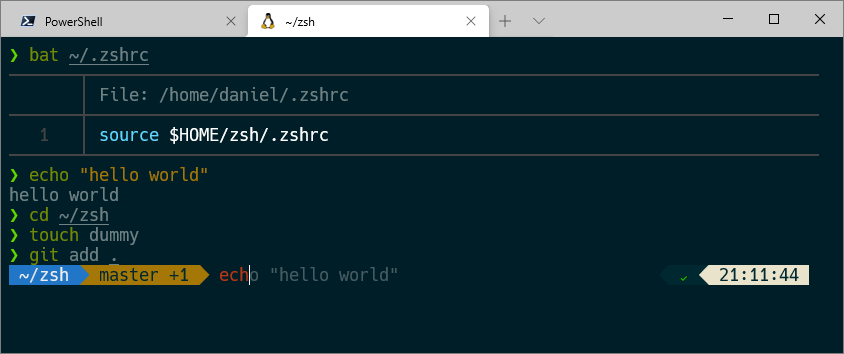 PowerShell
~/zsh
❯ bat ~/.zshrc
File: /home/daniel/.zshrc
1 source $HOME/zsh/.zshrc
❯ echo "hello world"
hello world
❯ cd ~/zsh
❯ touch dummy
❯ git add .
~/zsh master +1 echo "hello world" ✓ 21:11:44